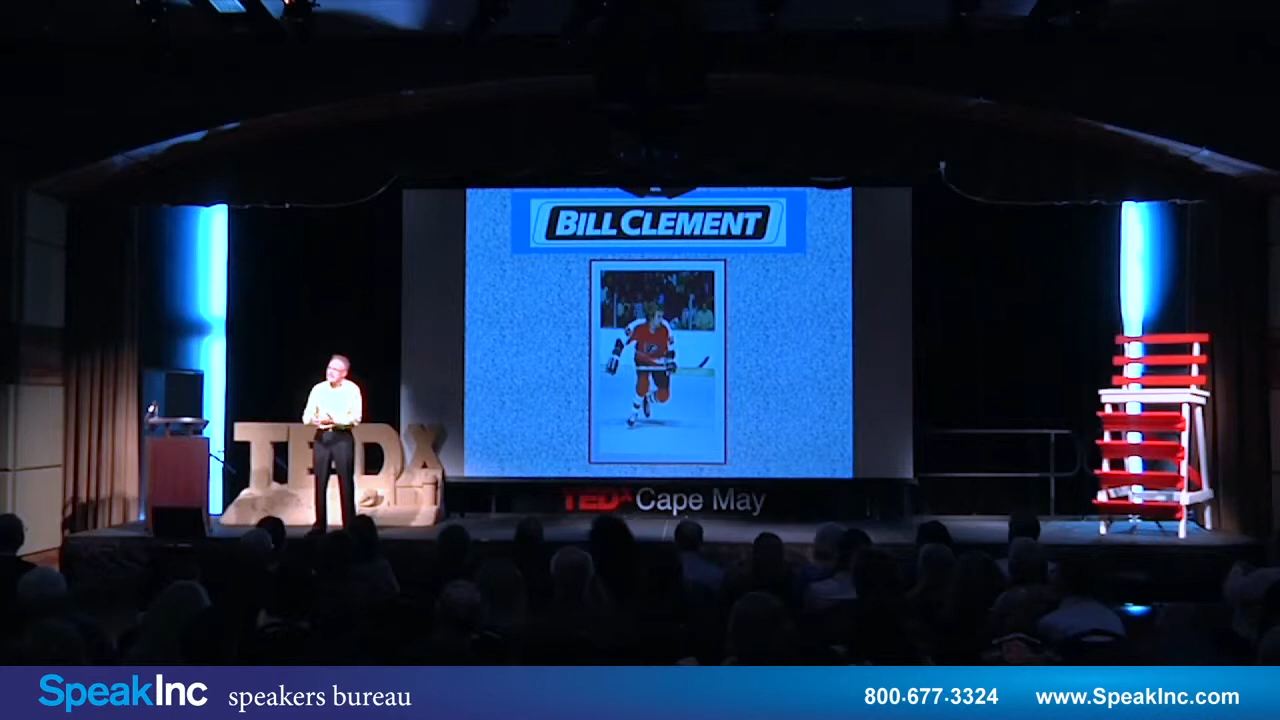 BILL CLEMENT
TEDx
TEDx Cape May
SpeakInc speakers bureau
800·677·3324
www.SpeakInc.com